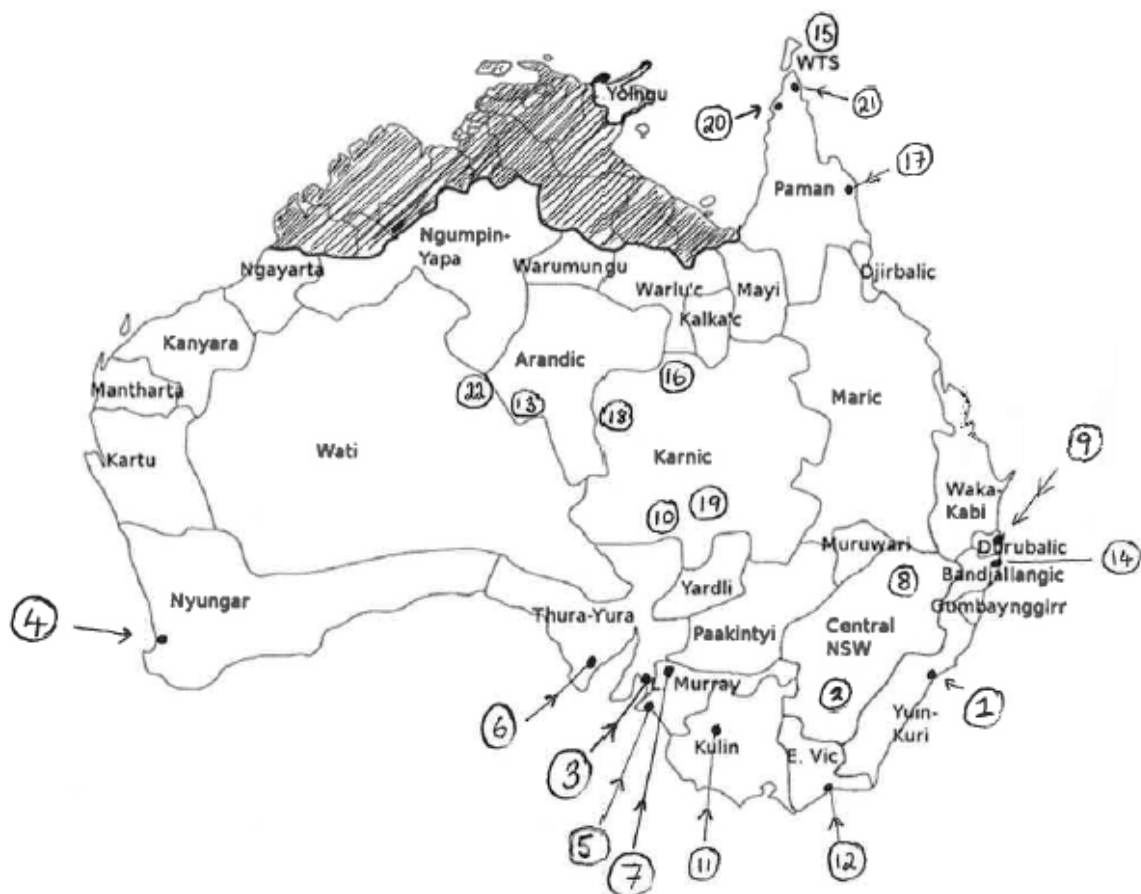 15
WTS
Yolngu
21
20
17
Paman
Ngumpin-
Yapa
Ngayarta
Warumungu
Djirbalic
Warlu'c
Mayi
Kalka'c
Kanyara
Arandic
Mantharta
16
22
13
18
Maric
Wati
Karnic
Kartu
9
10
19
Waka-
Kabi
Muruwari
Durubalic
14
8
Bandjallangic
Yardli
Gumbaynggirr
Nyungar
Thura-Yura
4
Paakintyi
Central
NSW
L. Murray
2
1
Yuin-
Kuri
6
Kulin
E. Vic
3
5
7
11
12